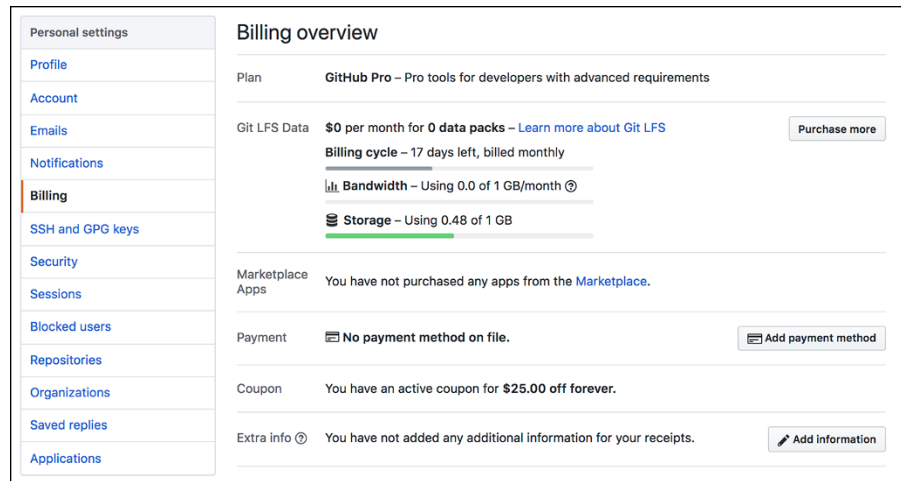 Personal settings
Profile
Account
Emails
Notifications
Billing
SSH and GPG keys
Security
Sessions
Blocked users
Repositories
Organizations
Saved replies
Applications
Billing overview
Plan
GitHub Pro – Pro tools for developers with advanced requirements
Git LFS Data
$0 per month for 0 data packs – Learn more about Git LFS
Purchase more
Billing cycle – 17 days left, billed monthly
Bandwidth – Using 0.0 of 1 GB/month ?
Storage – Using 0.48 of 1 GB
Marketplace
Apps
You have not purchased any apps from the Marketplace.
Payment
No payment method on file.
Add payment method
Coupon
You have an active coupon for $25.00 off forever.
Extra info ?
You have not added any additional information for your receipts.
Add information